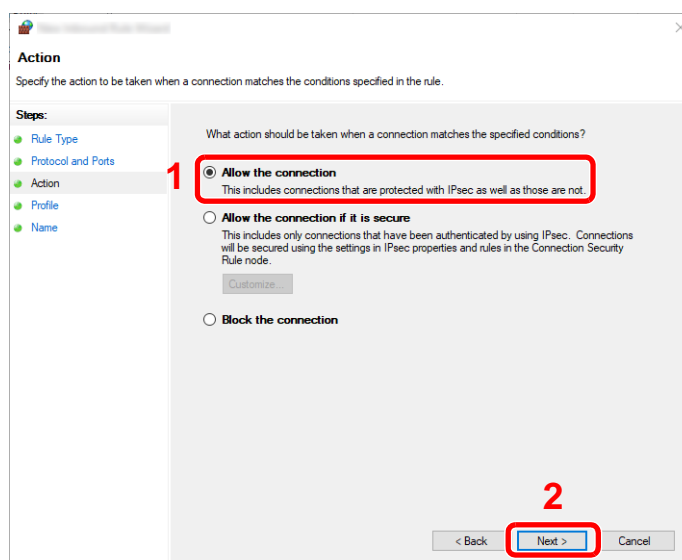 Action
Specify the action to be taken when a connection matches the conditions specified in the rule.
Steps:
Rule Type
Protocol and Ports
Action
Profile
Name
What action should be taken when a connection matches the specified conditions?
1
Allow the connection
This includes connections that are protected with IPsec as well as those are not.
Allow the connection if it is secure
This includes only connections that have been authenticated by using IPsec. Connections
will be secured using the settings in IPsec properties and rules in the Connection Security
Rule node.
Customize...
Block the connection
2
< Back
Next >
Cancel